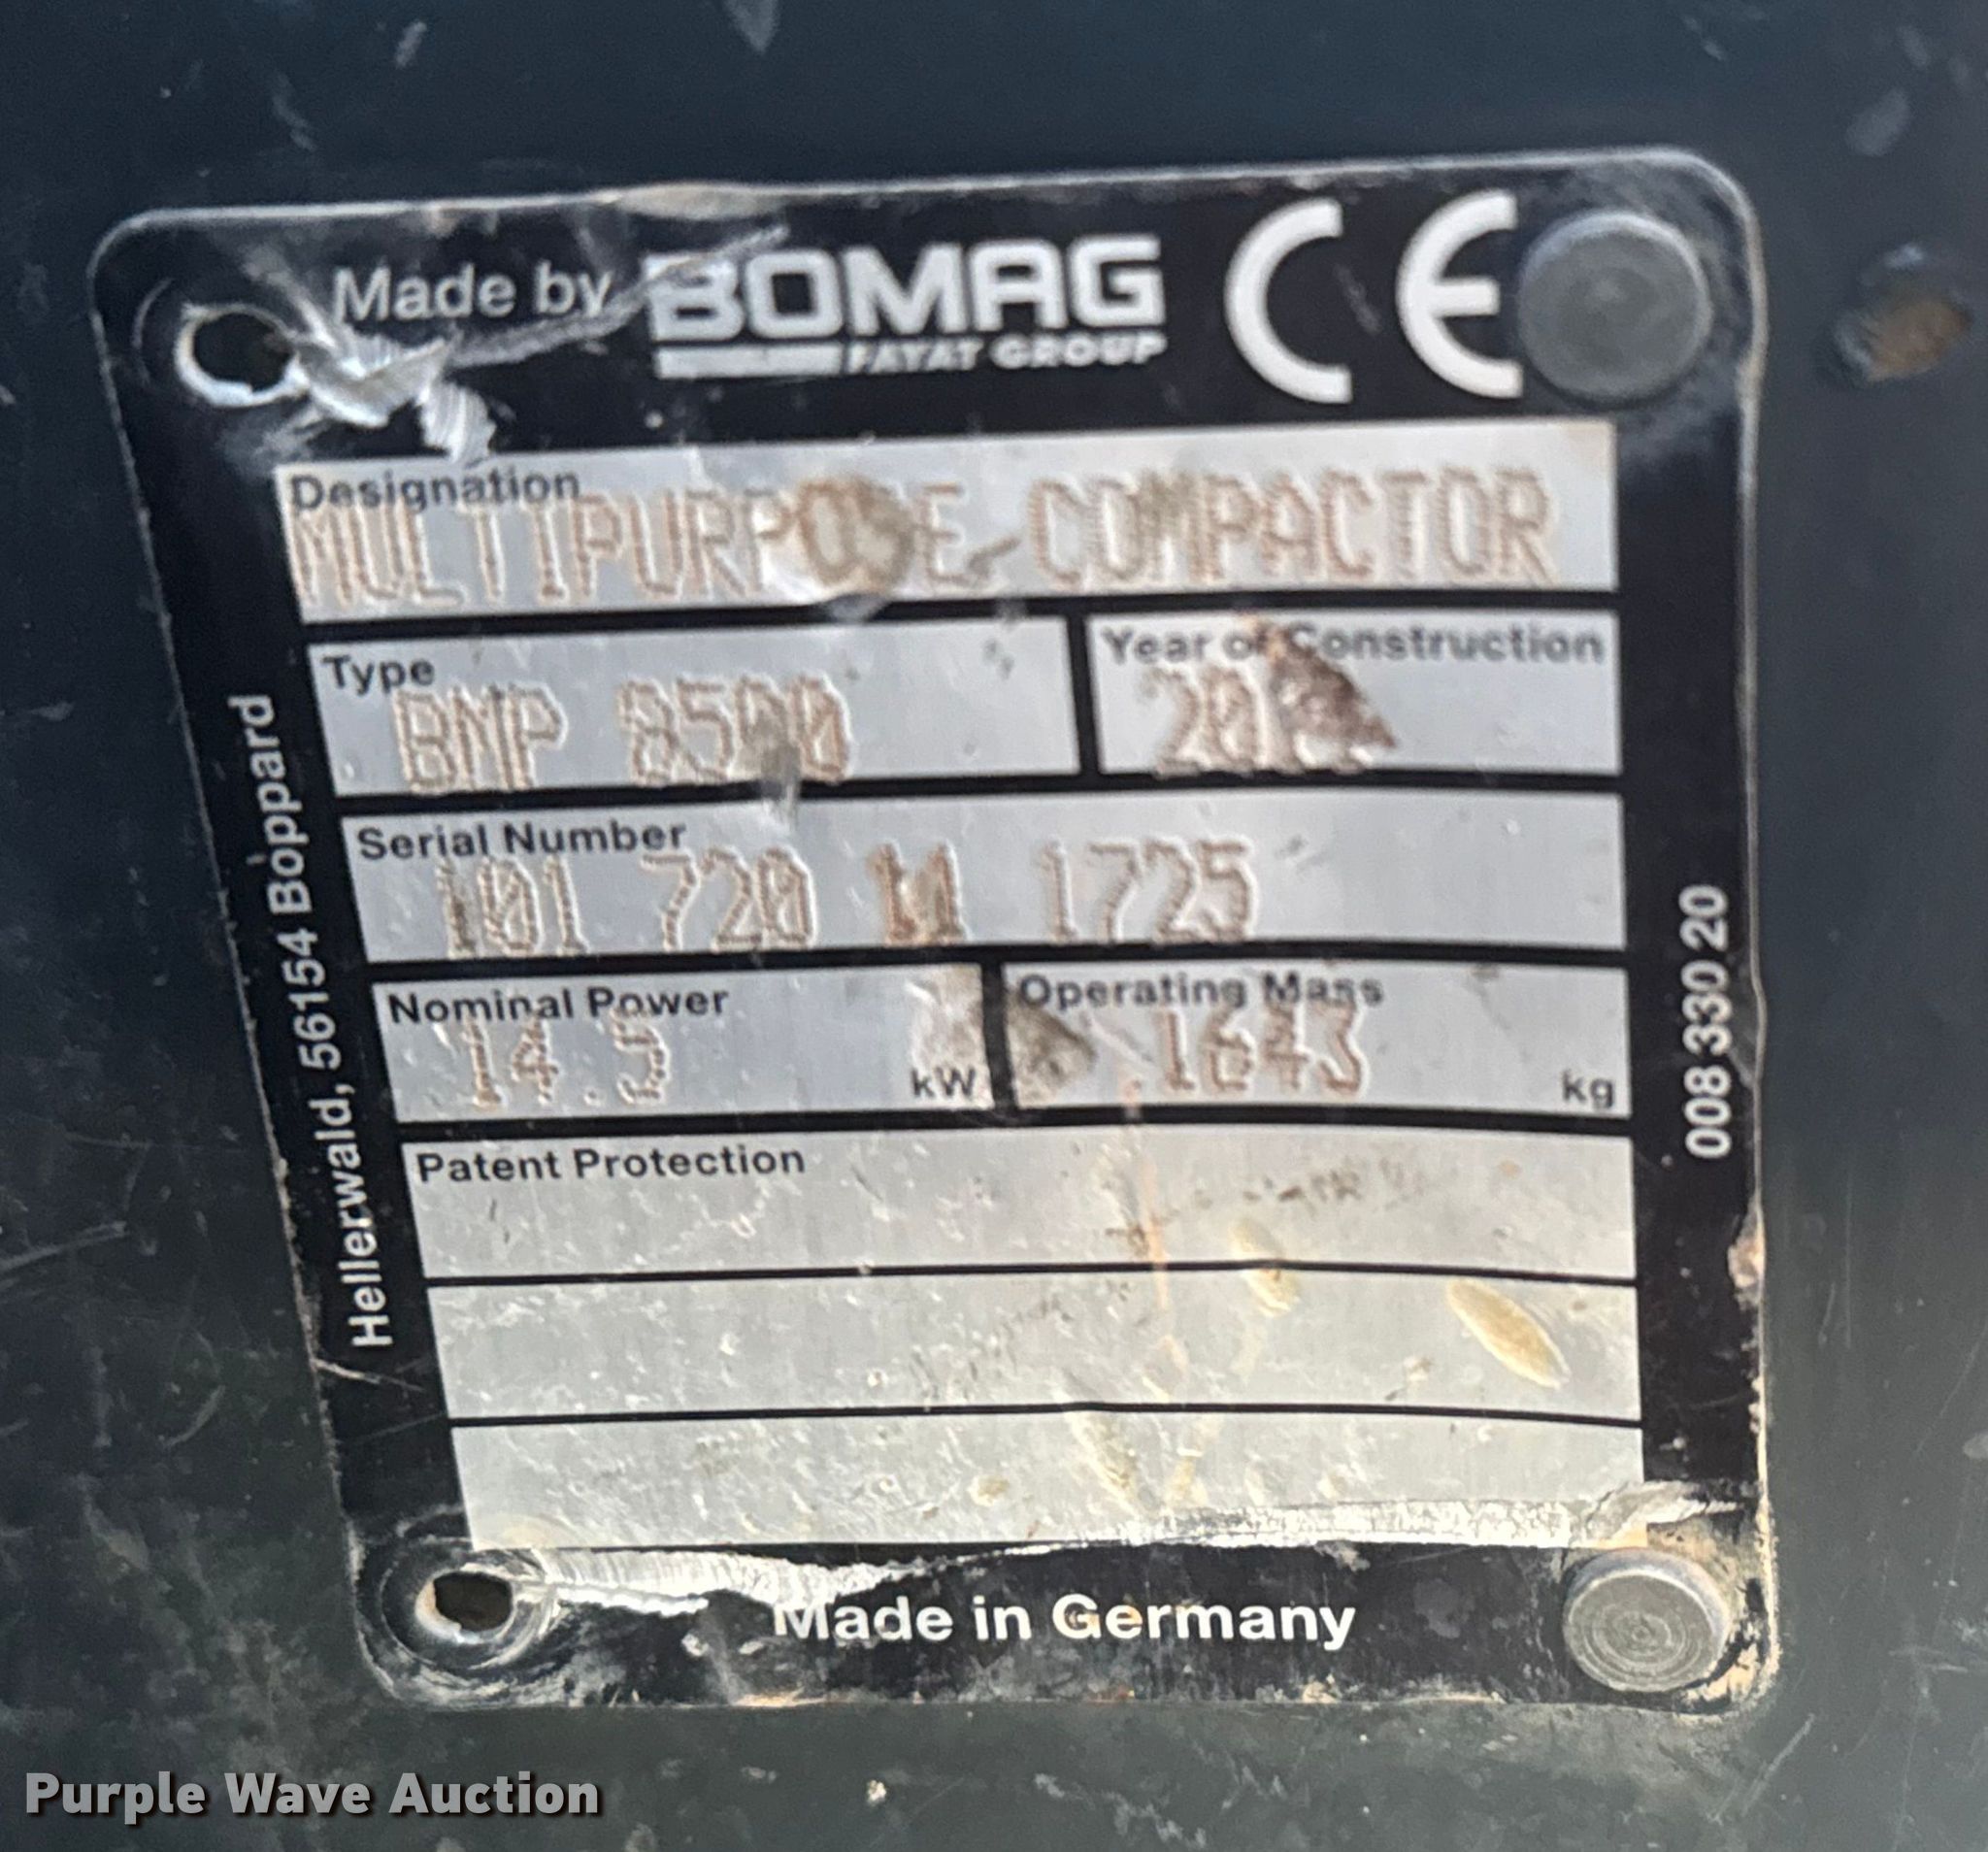 Made by BOMAG CE
FAYAT GROUP
Designation
MULTIPURPOSE COMPACTOR
Type
BMP 8500
Year of Construction
Serial Number
101 720 11 1725
Nominal Power
14.5 kW
Operating Mass
1643 kg
Patent Protection
Hellerwald, 56154 Boppard
008 330 20
Made in Germany
Purple Wave Auction